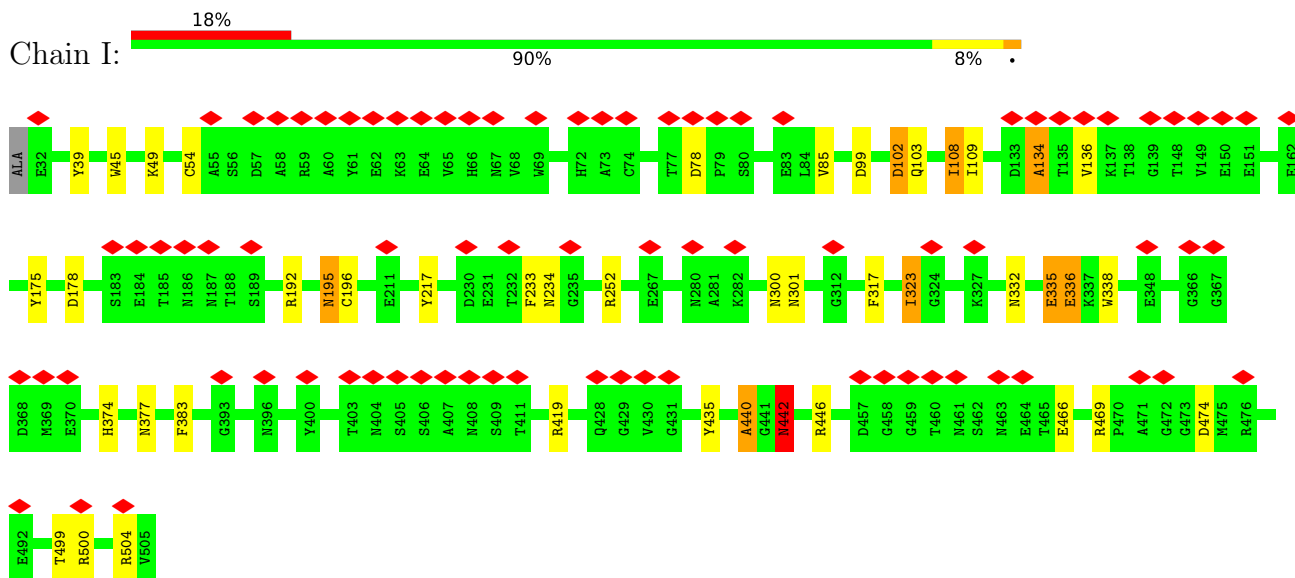 18%
Chain I:
90% 8% •
ALA E32 Y39 W45 K49 C54 A55 S56 D57 A58 R59 A60 Y61 E62 K63 E64 V65 H66 N67 V68 W69 H72 A73 C74 T77 D78 P79 S80 E83 L84 V85 D99 D102 Q103 I108 I109 D133 A134 T135 V136 K137 T138 G139 T148 V149 E150 E151 E162
Y175 D178 S183 E184 T185 N186 N187 T188 S189 R192 N195 C196 E211 Y217 D230 E231 T232 F233 N234 G235 R252 E267 N280 A281 K282 N300 N301 G312 F317 I323 G324 K327 N332 E335 E336 K337 W338 E348 G366 G367
D368 M369 E370 H374 N377 F383 G393 N396 Y400 T403 N404 S405 S406 A407 N408 S409 T411 R419 Q428 G429 V430 G431 Y435 A440 G441 N442 R446 D457 G458 G459 T460 N461 S462 N463 E464 T465 E466 R469 P470 A471 G472 G473 D474 M475 R476
E492 T499 R500 R504 V505